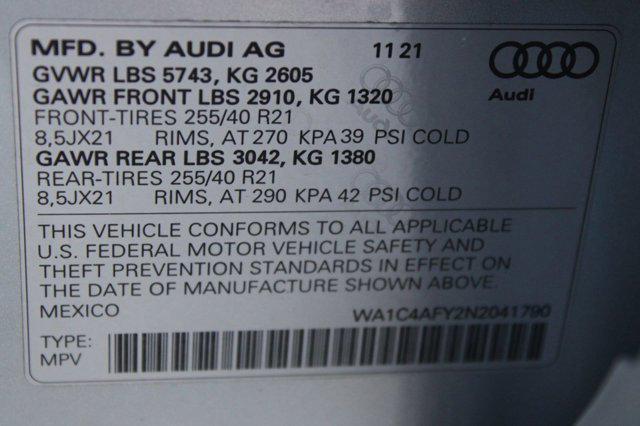 MFD. BY AUDI AG 11 21
GVWR LBS 5743, KG 2605
GAWR FRONT LBS 2910, KG 1320
Audi
FRONT-TIRES 255/40 R21
8,5JX21 RIMS, AT 270 KPA 39 PSI COLD
GAWR REAR LBS 3042, KG 1380
REAR-TIRES 255/40 R21
8,5JX21 RIMS, AT 290 KPA 42 PSI COLD
THIS VEHICLE CONFORMS TO ALL APPLICABLE
U.S. FEDERAL MOTOR VEHICLE SAFETY AND
THEFT PREVENTION STANDARDS IN EFFECT ON
THE DATE OF MANUFACTURE SHOWN ABOVE.
MEXICO WA1C4AFY2N2041790
TYPE:
MPV